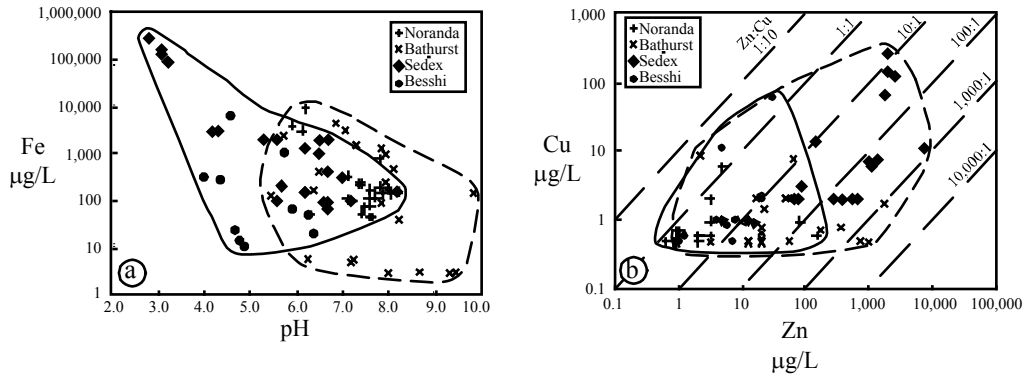 1,000,000
100,000
10,000
1,000
100
10
1
Fe
µg/L
2.0 3.0 4.0 5.0 6.0 7.0 8.0 9.0 10.0
pH
Noranda
Bathurst
Sedex
Besshi
a
1,000
100
10
1
0.1
Cu
µg/L
0.1 1 10 100 1,000 10,000 100,000
Zn
µg/L
Noranda
Bathurst
Sedex
Besshi
Zn:Cu
1:10
1:1
10:1
100:1
1,000:1
10,000:1
b